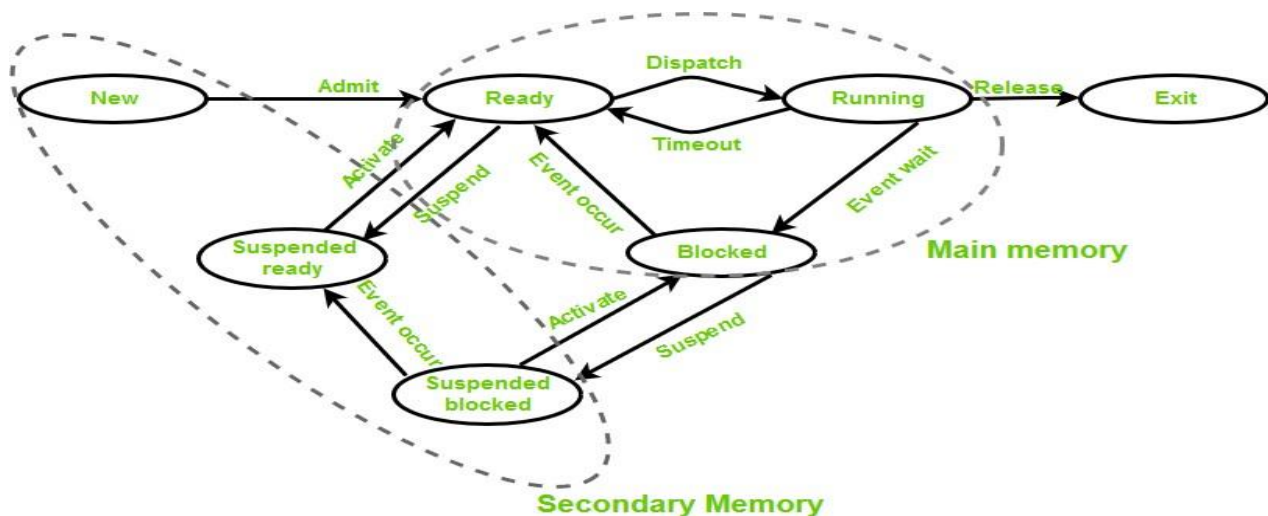 Dispatch
New
Admit
Ready
Running
Release
Exit
Timeout
Activate
Suspend
Event occur
Event wait
Suspended
ready
Blocked
Main memory
Event occur
Activate
Suspend
Suspended
blocked
Secondary Memory